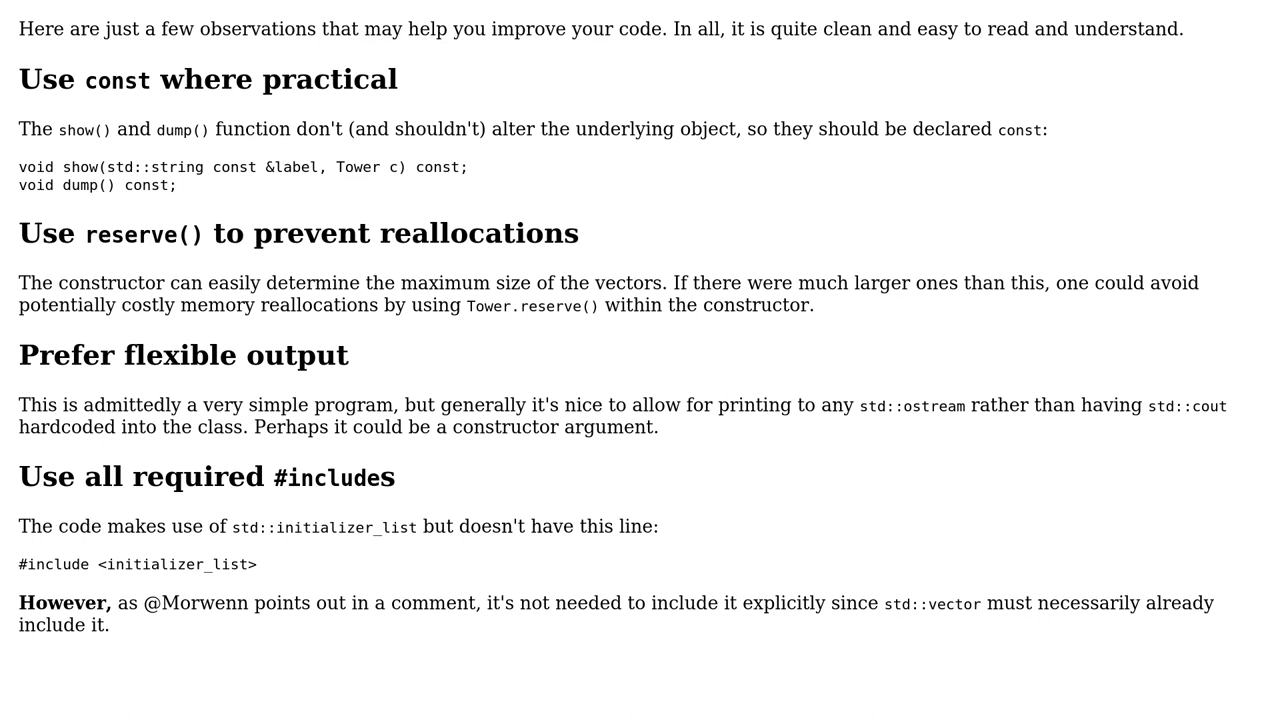 Here are just a few observations that may help you improve your code. In all, it is quite clean and easy to read and understand.
Use const where practical
The show() and dump() function don't (and shouldn't) alter the underlying object, so they should be declared const:
void show(std::string const &label, Tower c) const;
void dump() const;
Use reserve() to prevent reallocations
The constructor can easily determine the maximum size of the vectors. If there were much larger ones than this, one could avoid
potentially costly memory reallocations by using Tower.reserve() within the constructor.
Prefer flexible output
This is admittedly a very simple program, but generally it's nice to allow for printing to any std::ostream rather than having std::cout
hardcoded into the class. Perhaps it could be a constructor argument.
Use all required #includes
The code makes use of std::initializer_list but doesn't have this line:
#include <initializer_list>
However, as @Morwenn points out in a comment, it's not needed to include it explicitly since std::vector must necessarily already
include it.